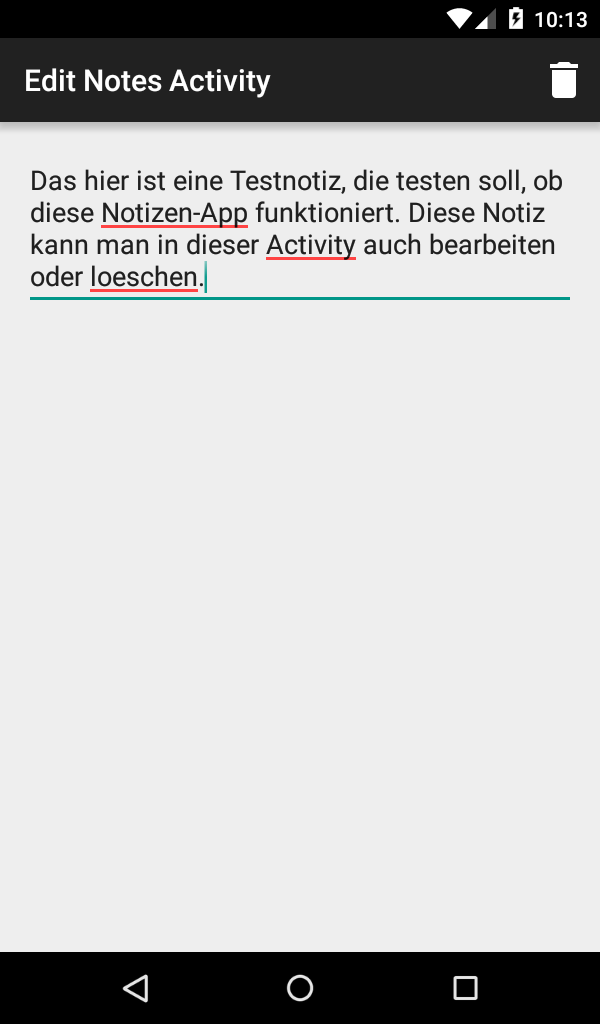 10:13
Edit Notes Activity
Das hier ist eine Testnotiz, die testen soll, ob
diese Notizen-App funktioniert. Diese Notiz
kann man in dieser Activity auch bearbeiten
oder loeschen.